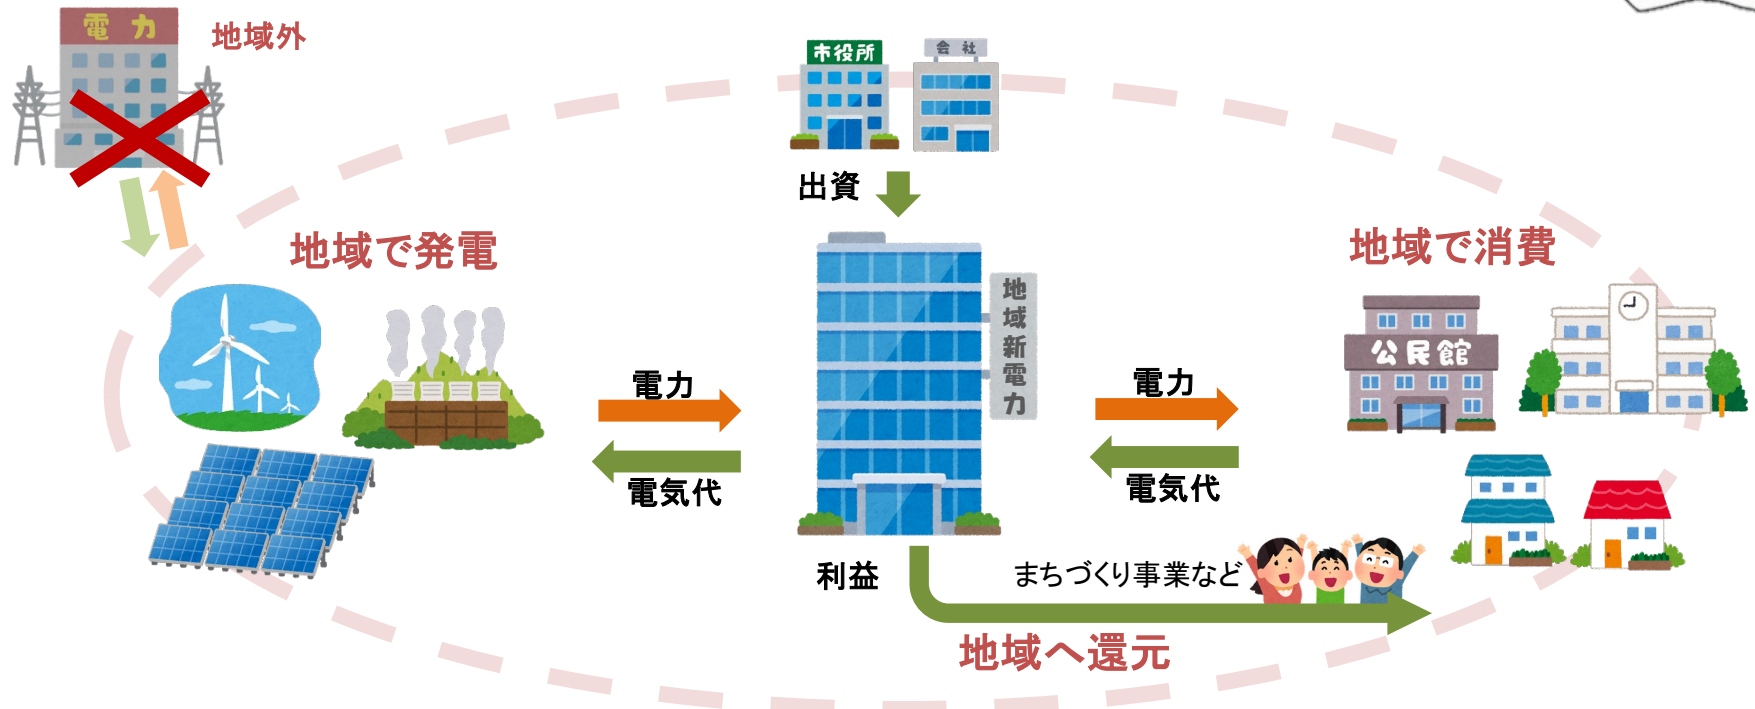 電力
地域外
市役所
会社
出資
地域で発電
地域で消費
地域新電力
公民館
電力
電気代
電力
電気代
利益
まちづくり事業など
地域へ還元